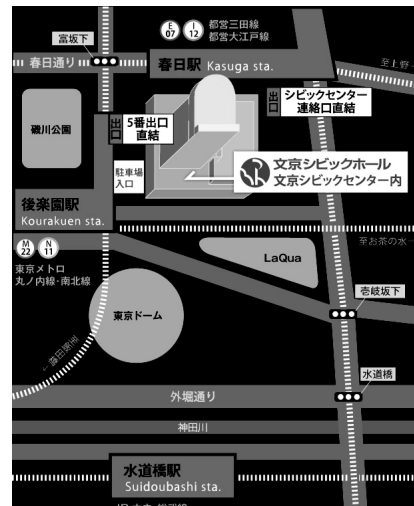 E 07
I 12
都営三田線
都営大江戸線
富坂下
春日通り
春日駅 Kasuga sta.
至上野→
出口
シビックセンター
連絡口直結
礫川公園
出口
5番出口
直結
駐車場
入口
文京シビックホール
文京シビックセンター内
後楽園駅
Kourakuen sta.
M 22
N 11
東京メトロ
丸ノ内線・南北線
至お茶の水→
LaQua
東京ドーム
壱岐坂下
←至飯田橋
水道橋
外堀通り
神田川
水道橋駅
Suidoubashi sta.